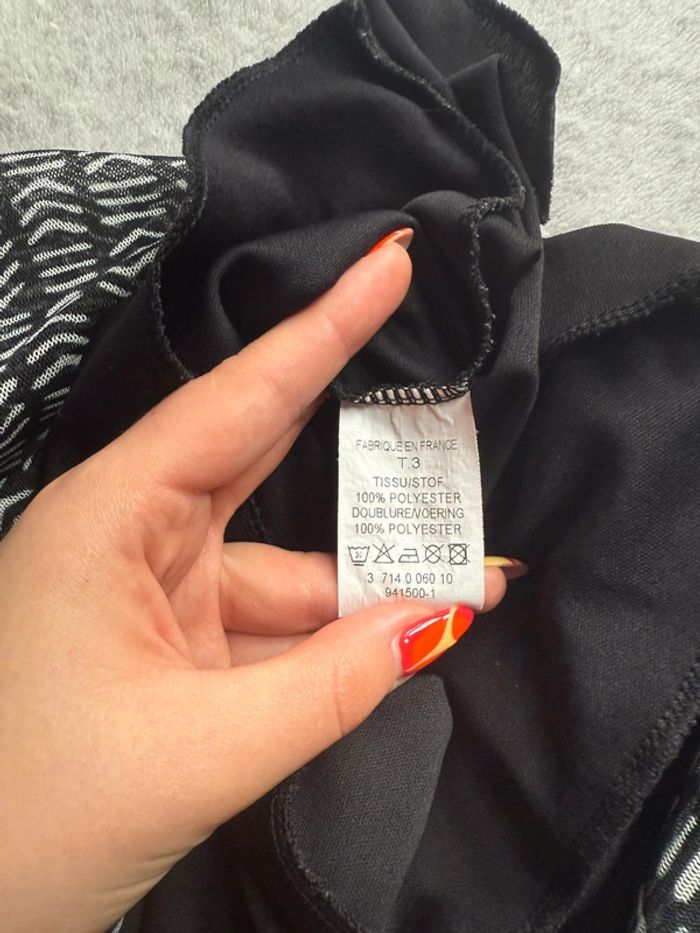 FABRIQUE EN FRANCE
T.3
TISSU/STOF
100% POLYESTER
DOUBLURE/VOERING
100% POLYESTER
30
3 714 0 060 10
941500-1